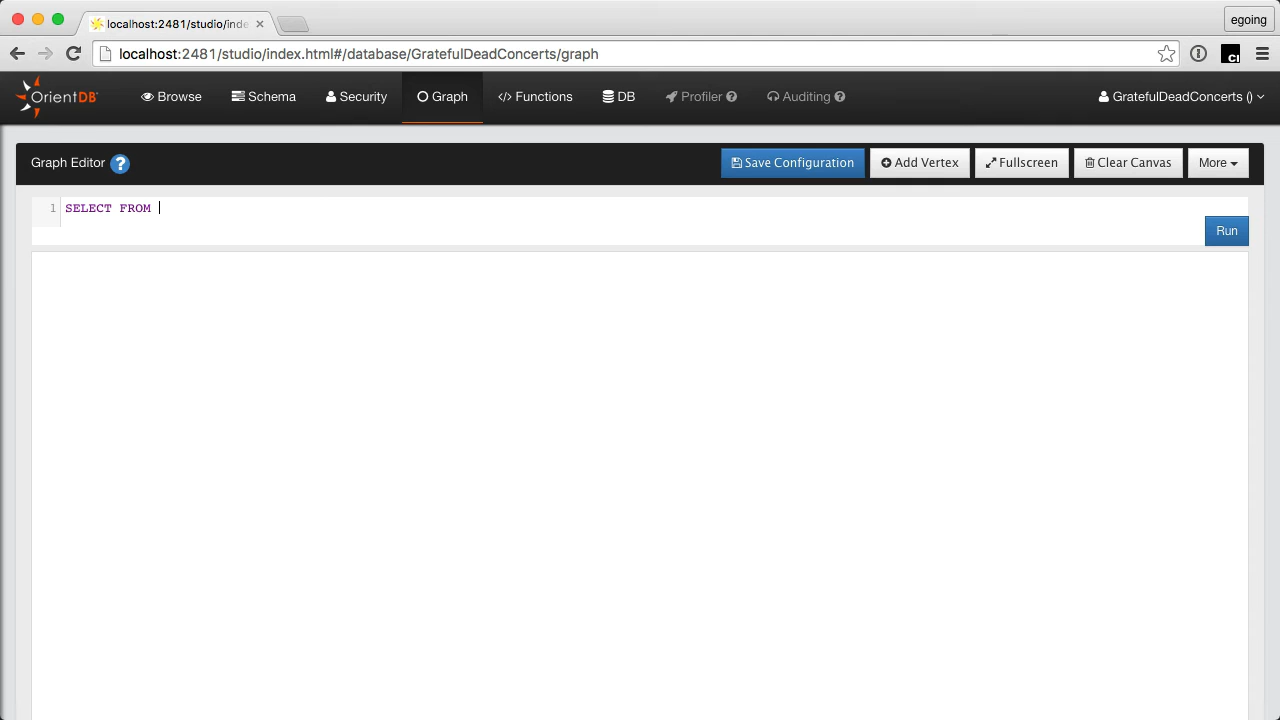 localhost:2481/studio/inde
egoing
localhost:2481/studio/index.html#/database/GratefulDeadConcerts/graph
OrientDB
Browse
Schema
Security
Graph
Functions
DB
Profiler
Auditing
GratefulDeadConcerts ()
Graph Editor
Save Configuration
Add Vertex
Fullscreen
Clear Canvas
More
1 SELECT FROM
Run